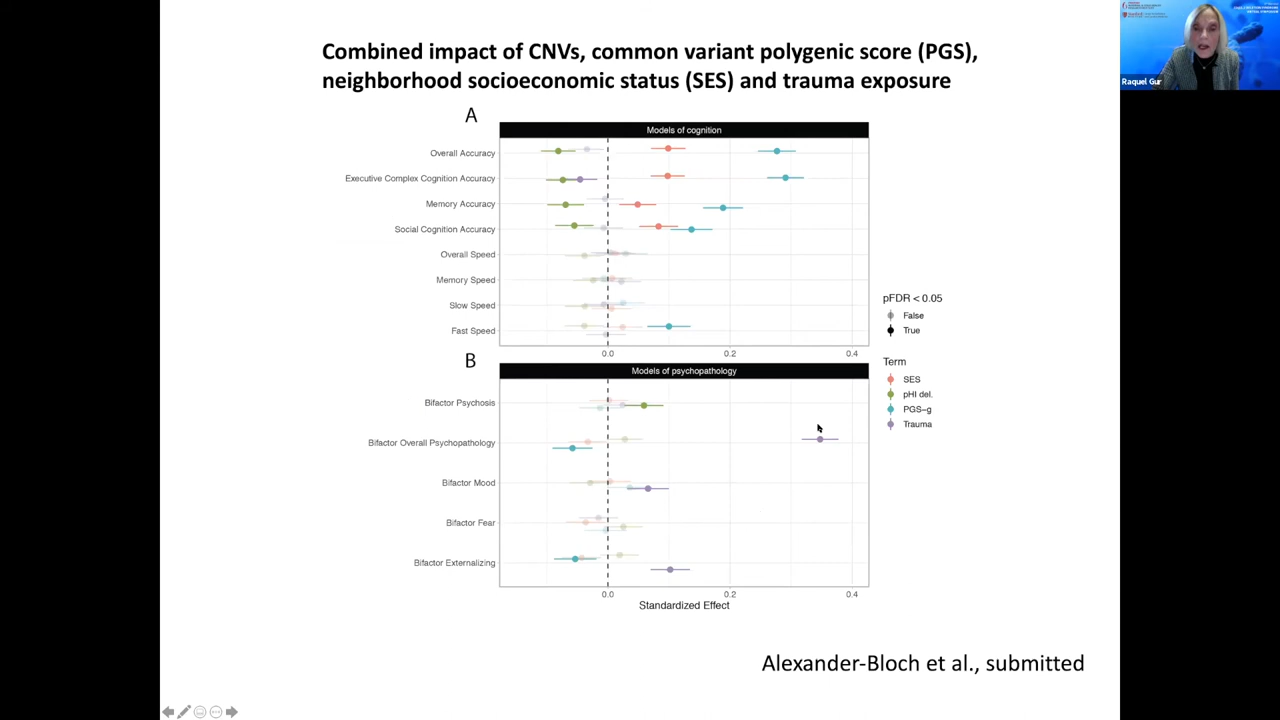 Combined impact of CNVs, common variant polygenic score (PGS),
neighborhood socioeconomic status (SES) and trauma exposure
A
Models of cognition
Overall Accuracy
Executive Complex Cognition Accuracy
Memory Accuracy
Social Cognition Accuracy
Overall Speed
Memory Speed
Slow Speed
Fast Speed
0.0 0.2 0.4
B
Models of psychopathology
Bifactor Psychosis
Bifactor Overall Psychopathology
Bifactor Mood
Bifactor Fear
Bifactor Externalizing
0.0 0.2 0.4
Standardized Effect
pFDR < 0.05
False
True
Term
SES
pHI del.
PGS-g
Trauma
Alexander-Bloch et al., submitted
Raquel Gur